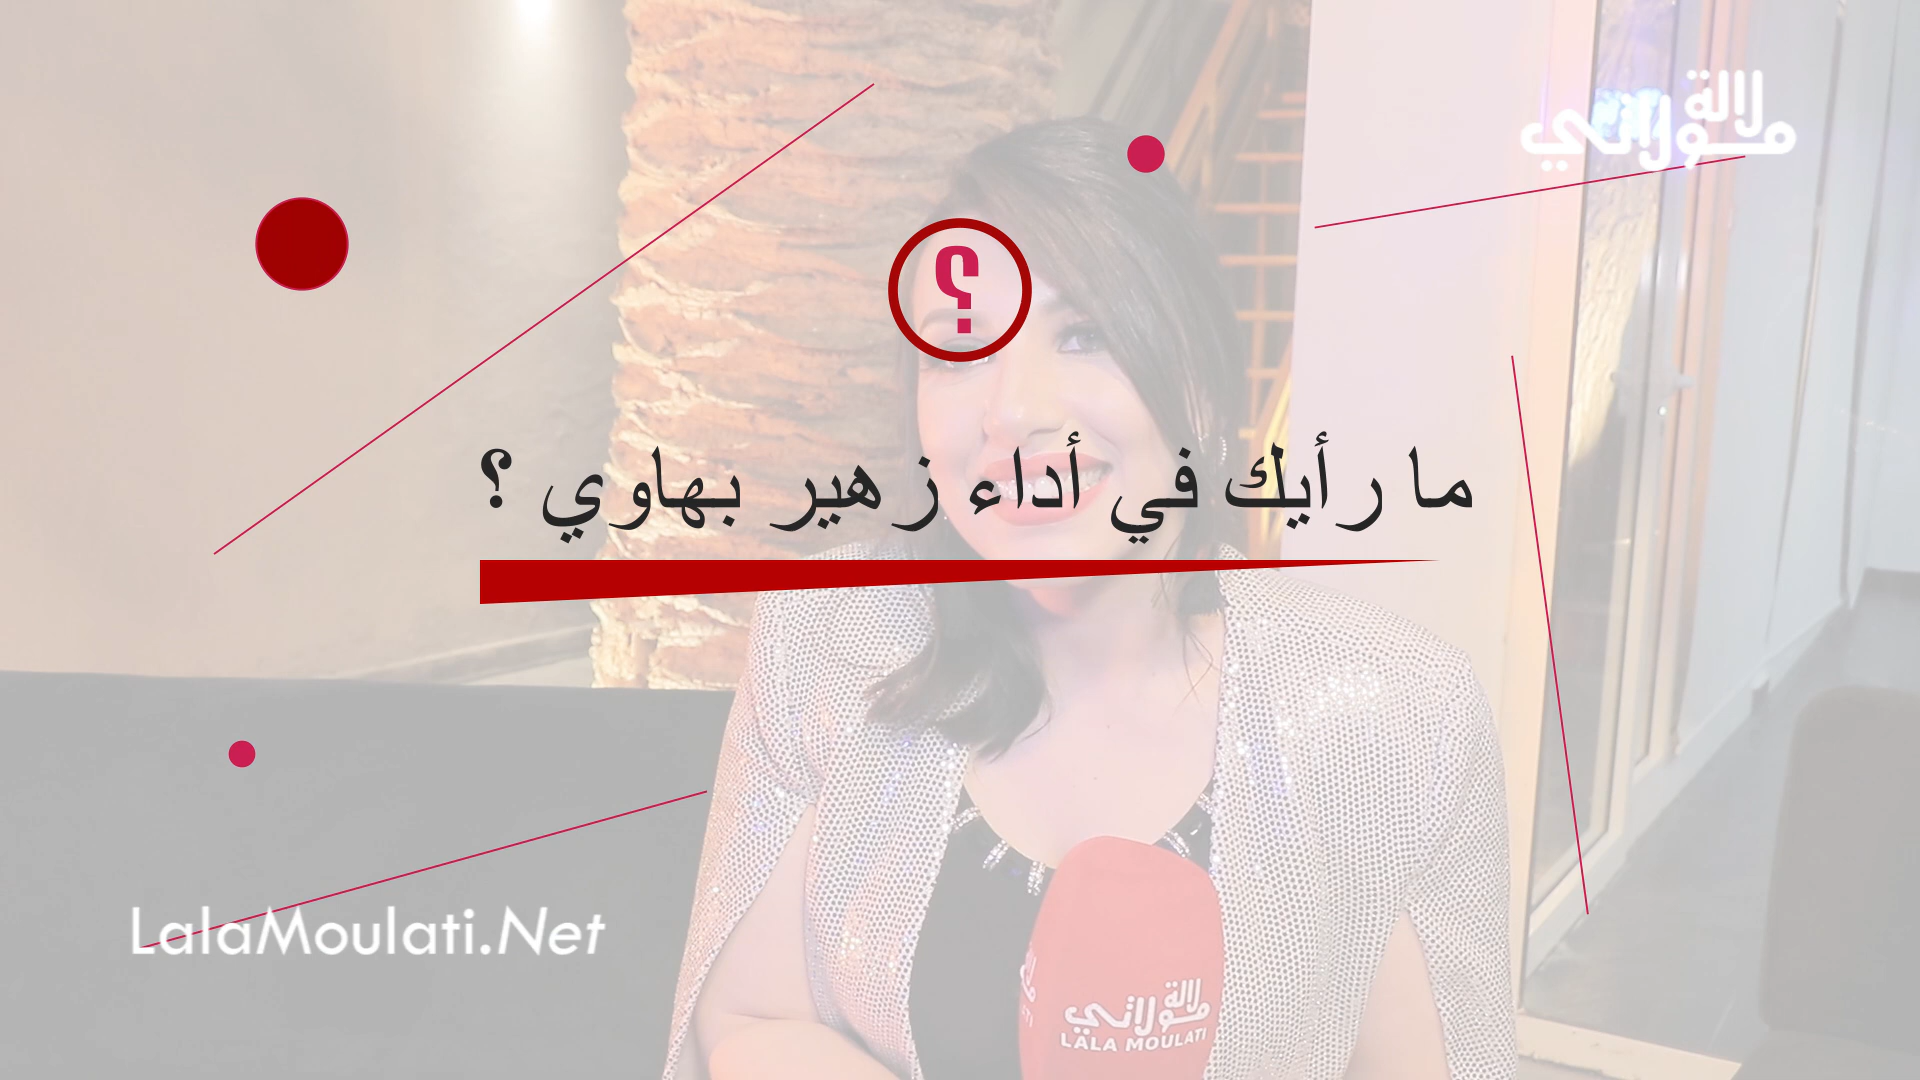 لالة
مولاتي
؟
ما رأيك في أداء زهير بهاوي ؟
LalaMoulati.Net
لالة
مولاتي
LALA MOULATI